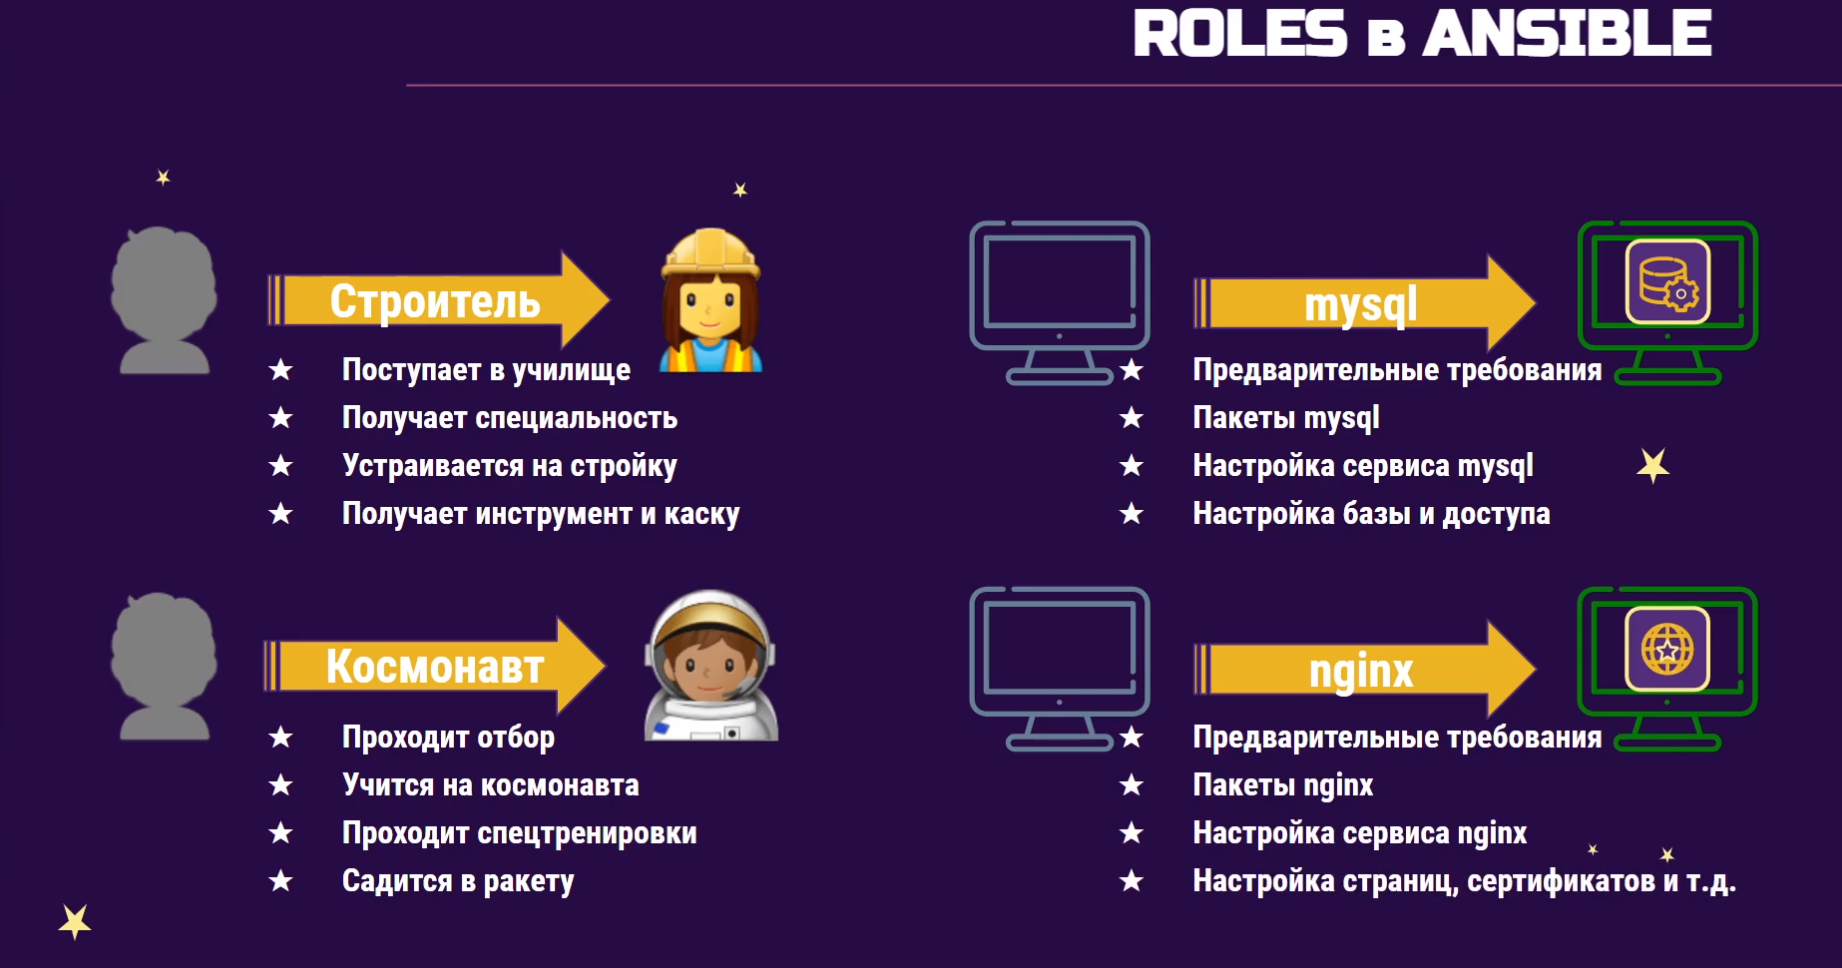 ROLES в ANSIBLE
Строитель
Поступает в училище
Получает специальность
Устраивается на стройку
Получает инструмент и каску
mysql
Предварительные требования
Пакеты mysql
Настройка сервиса mysql
Настройка базы и доступа
Космонавт
Проходит отбор
Учится на космонавта
Проходит спецтренировки
Садится в ракету
nginx
Предварительные требования
Пакеты nginx
Настройка сервиса nginx
Настройка страниц, сертификатов и т.д.